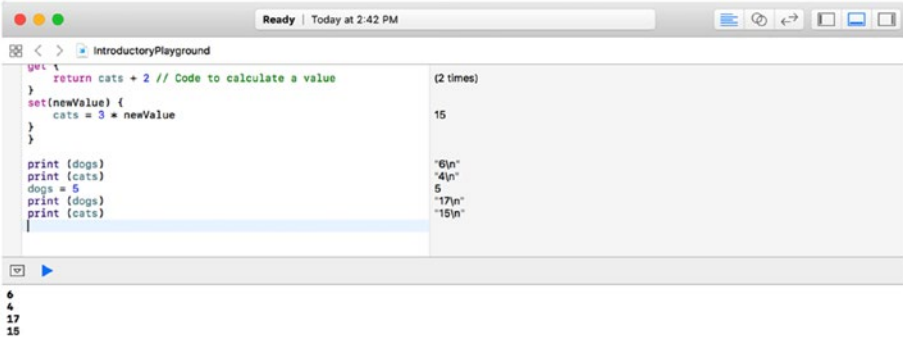 Ready | Today at 2:42 PM
IntroductoryPlayground
get {
return cats + 2 // Code to calculate a value
(2 times)
}
set(newValue) {
cats = 3 * newValue
15
}
}
print (dogs)
"6\n"
print (cats)
"4\n"
dogs = 5
5
print (dogs)
"17\n"
print (cats)
"15\n"
6
4
17
15